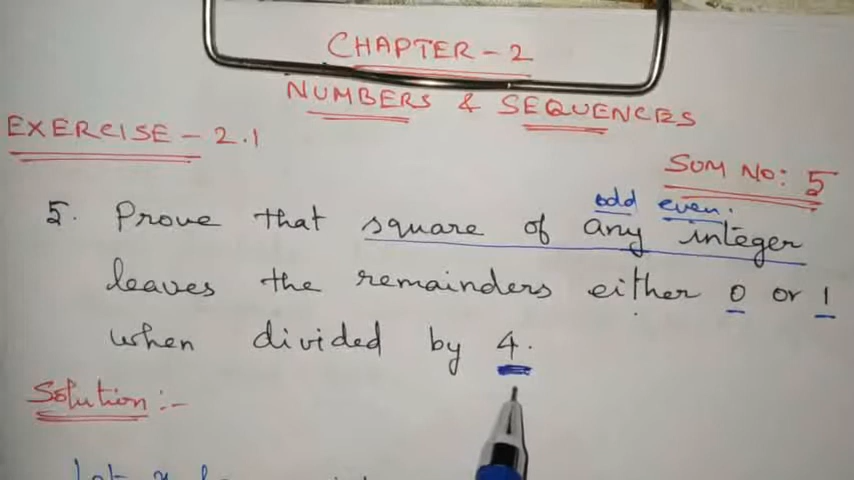 CHAPTER - 2
NUMBERS & SEQUENCES
EXERCISE - 2.1
SUM NO: 5
odd even.
5. Prove that square of any integer
leaves the remainders either 0 or 1
when divided by 4.
Solution :-